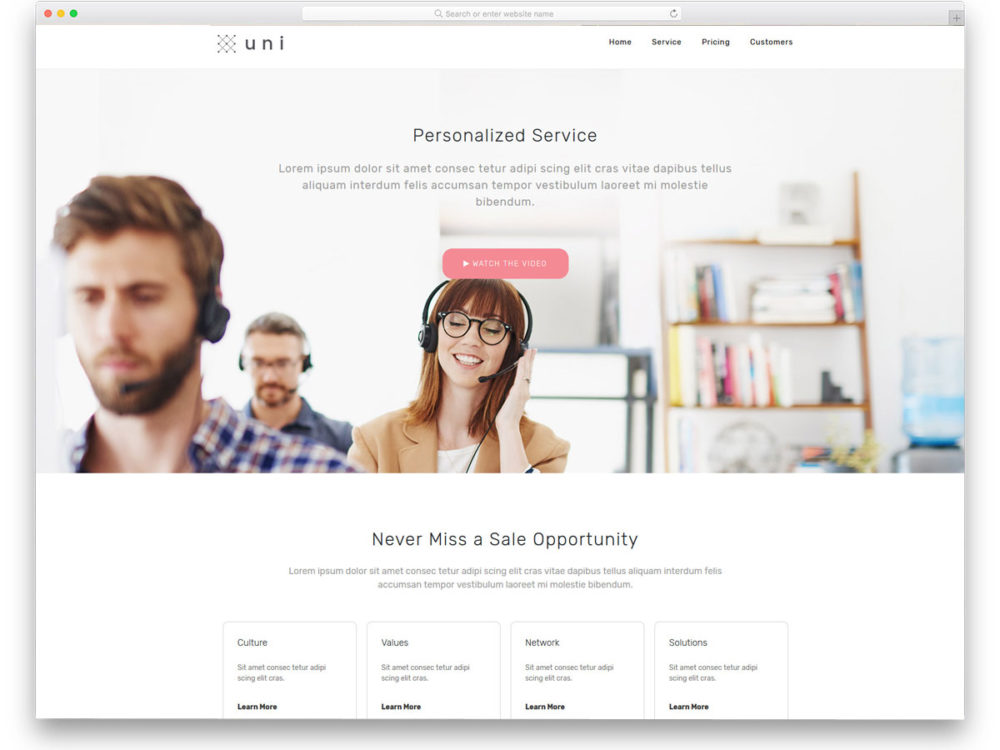 Search or enter website name
uni
Home Service Pricing Customers
Personalized Service
Lorem ipsum dolor sit amet consec tetur adipi scing elit cras vitae dapibus tellus
aliquam interdum felis accumsan tempor vestibulum laoreet mi molestie
bibendum.
WATCH THE VIDEO
Never Miss a Sale Opportunity
Lorem ipsum dolor sit amet consec tetur adipi scing elit cras vitae dapibus tellus aliquam interdum felis
accumsan tempor vestibulum laoreet mi molestie bibendum.
Culture
Sit amet consec tetur adipi
scing elit cras.
Learn More
Values
Sit amet consec tetur adipi
scing elit cras.
Learn More
Network
Sit amet consec tetur adipi
scing elit cras.
Learn More
Solutions
Sit amet consec tetur adipi
scing elit cras.
Learn More